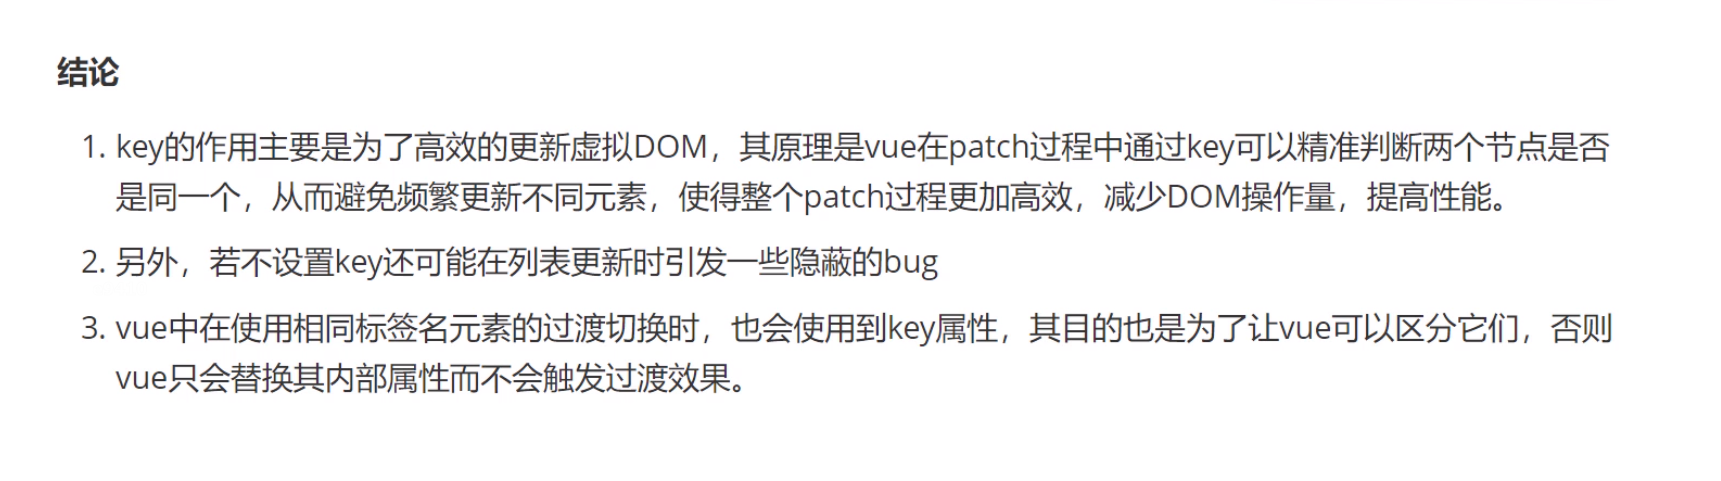 结论
1. key的作用主要是为了高效的更新虚拟DOM，其原理是vue在patch过程中通过key可以精准判断两个节点是否
是同一个，从而避免频繁更新不同元素，使得整个patch过程更加高效，减少DOM操作量，提高性能。
2. 另外，若不设置key还可能在列表更新时引发一些隐蔽的bug
3. vue中在使用相同标签名元素的过渡切换时，也会使用到key属性，其目的也是为了让vue可以区分它们，否则
vue只会替换其内部属性而不会触发过渡效果。